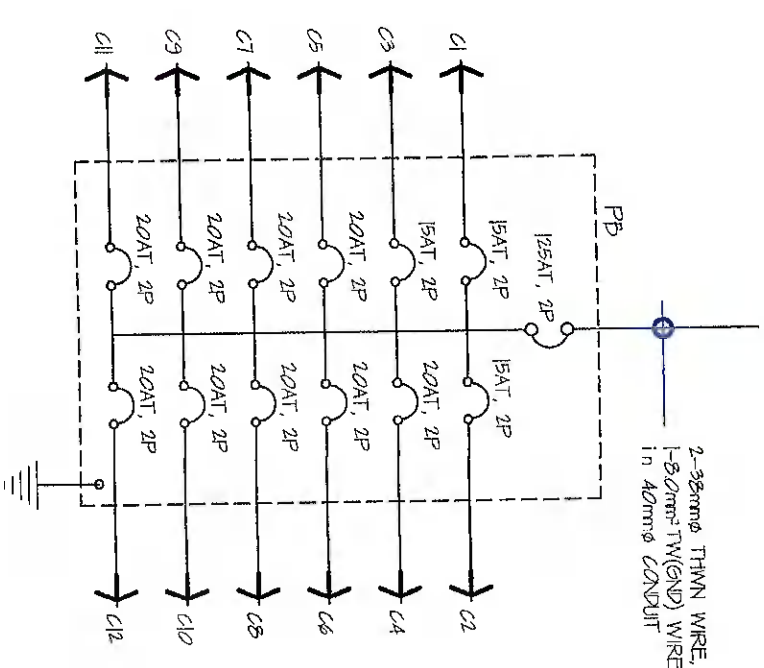 2-38mmø THWN WIRE,
1-8.0mm² TW(GND) WIRE
in 40mmø CONDUIT
PB
125AT, 2P
C1
15AT, 2P
15AT, 2P
C2
C3
15AT, 2P
20AT, 2P
C4
C5
20AT, 2P
20AT, 2P
C6
C7
20AT, 2P
20AT, 2P
C8
C9
20AT, 2P
20AT, 2P
C10
C11
20AT, 2P
20AT, 2P
C12